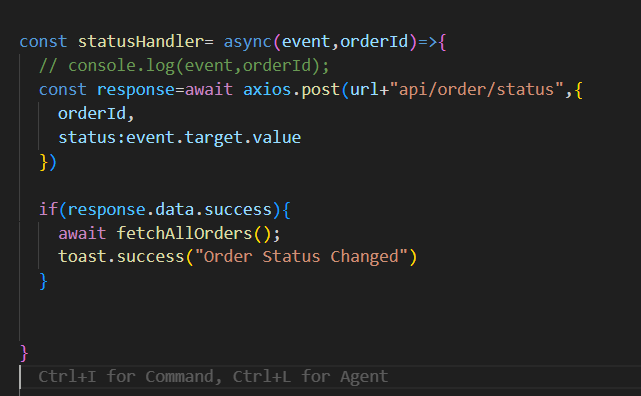 const statusHandler= async(event,orderId)=>{
// console.log(event,orderId);
const response=await axios.post(url+"api/order/status",{
orderId,
status:event.target.value
})
if(response.data.success){
await fetchAllOrders();
toast.success("Order Status Changed")
}
}
Ctrl+I for Command, Ctrl+L for Agent